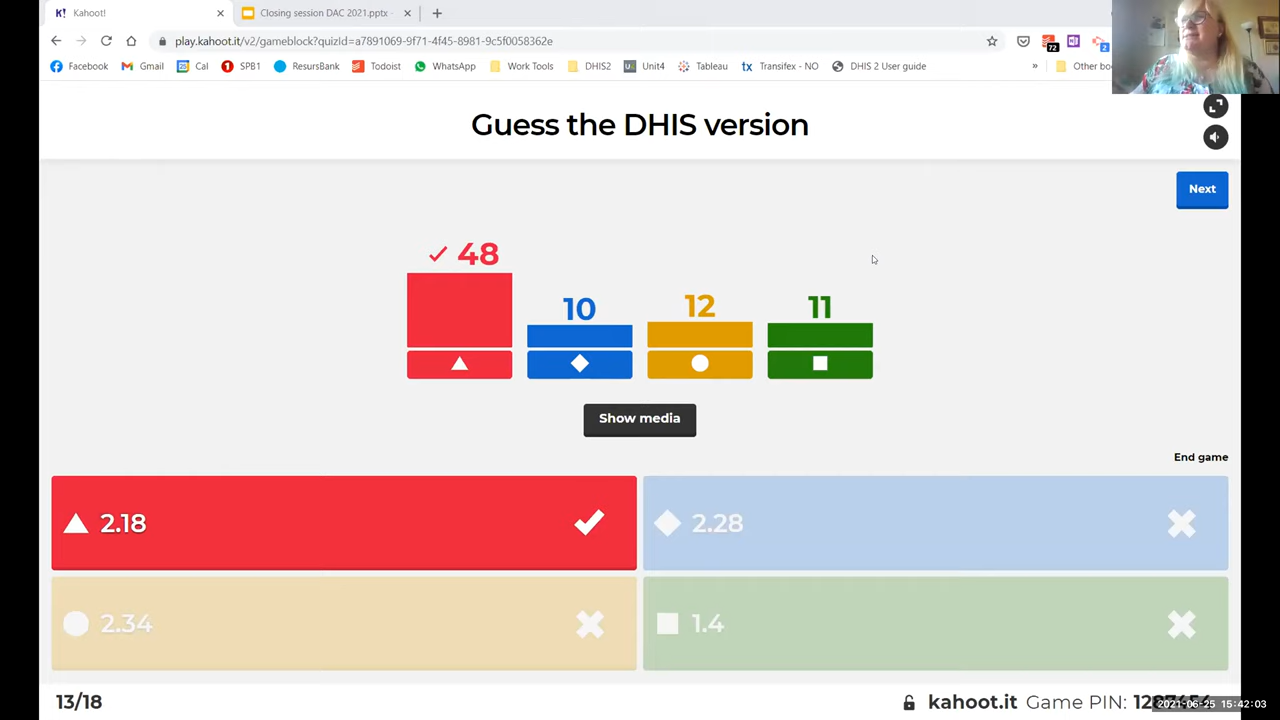 K! Kahoot!
Closing session DAC 2021.pptx
play.kahoot.it/v2/gameblock?quizId=a7891069-9f71-4f45-8981-9c5f0058362e
72
2
Facebook Gmail Cal SPB1 ResursBank Todoist WhatsApp Work Tools DHIS2 Unit4 Tableau tx Transifex - NO DHIS 2 User guide » Other bo
Guess the DHIS version
Next
48
10
12
11
Show media
End game
2.18
2.28
2.34
1.4
13/18
kahoot.it Game PIN:
2021-06-25 15:42:03